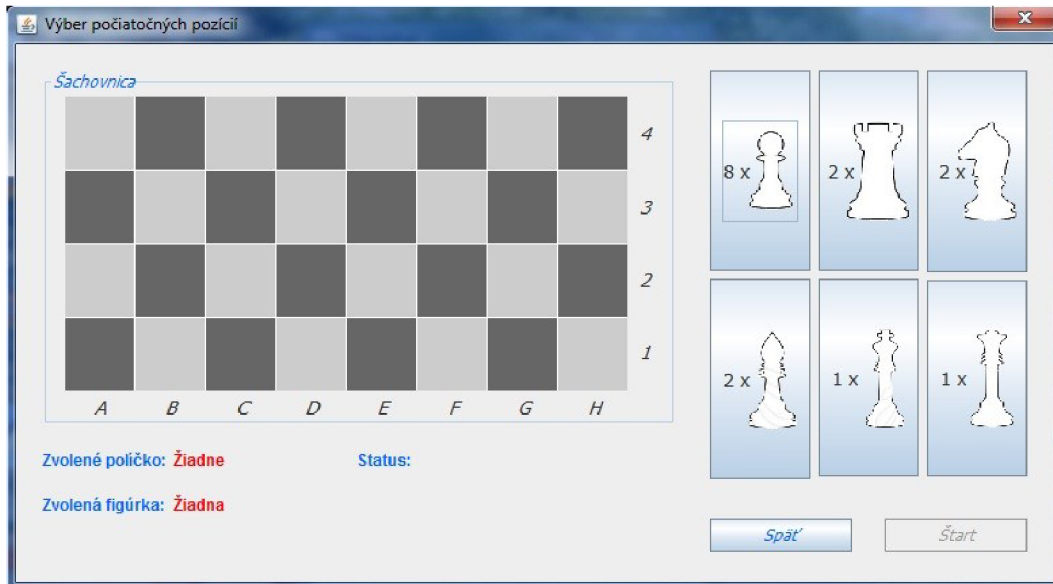 Výber počiatočných pozícií
Šachovnica
4
3
2
1
A B C D E F G H
8 x
2 x
2 x
2 x
1 x
1 x
Zvolené políčko: Žiadne
Status:
Zvolená figúrka: Žiadna
Späť
Štart